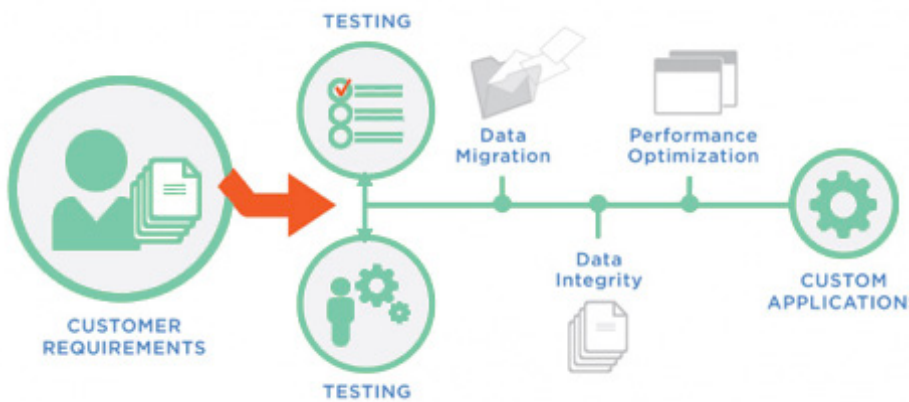 TESTING
Data
Migration
Performance
Optimization
Data
Integrity
CUSTOMER
REQUIREMENTS
CUSTOM
APPLICATION
TESTING